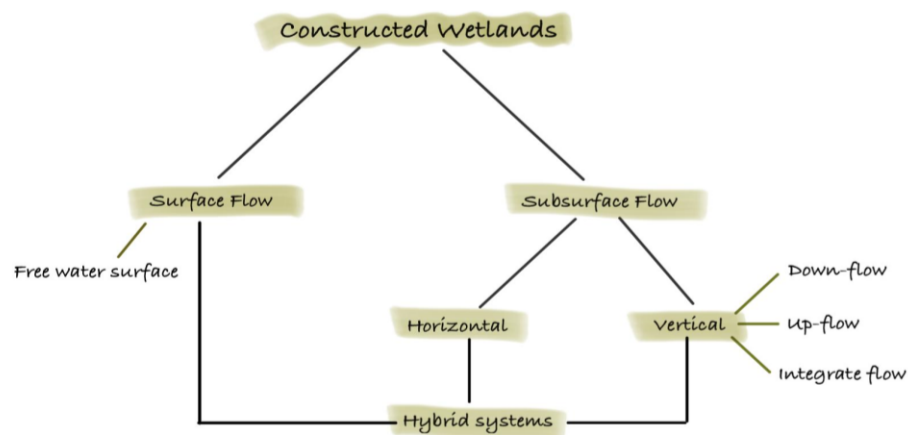 Constructed Wetlands
Surface Flow
Subsurface Flow
Free water surface
Down-flow
Horizontal
Vertical
Up-flow
Integrate flow
Hybrid systems